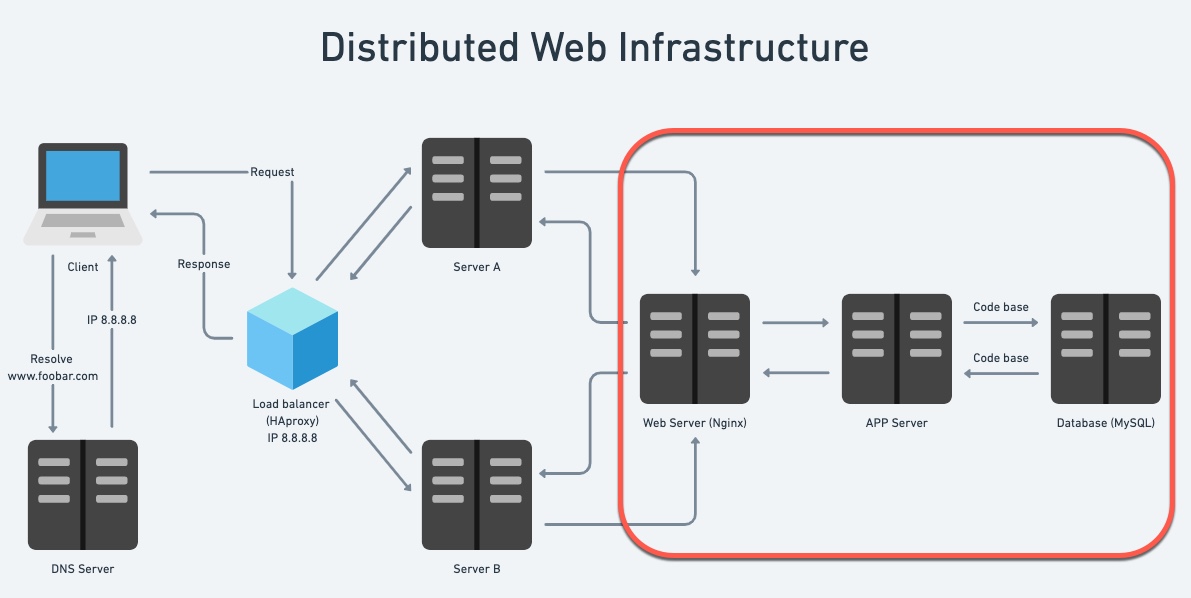 Distributed Web Infrastructure
Request
Client
Response
Server A
IP 8.8.8.8
Resolve
www.foobar.com
Load balancer
(HAproxy)
IP 8.8.8.8
Code base
Code base
Web Server (Nginx)
APP Server
Database (MySQL)
DNS Server
Server B